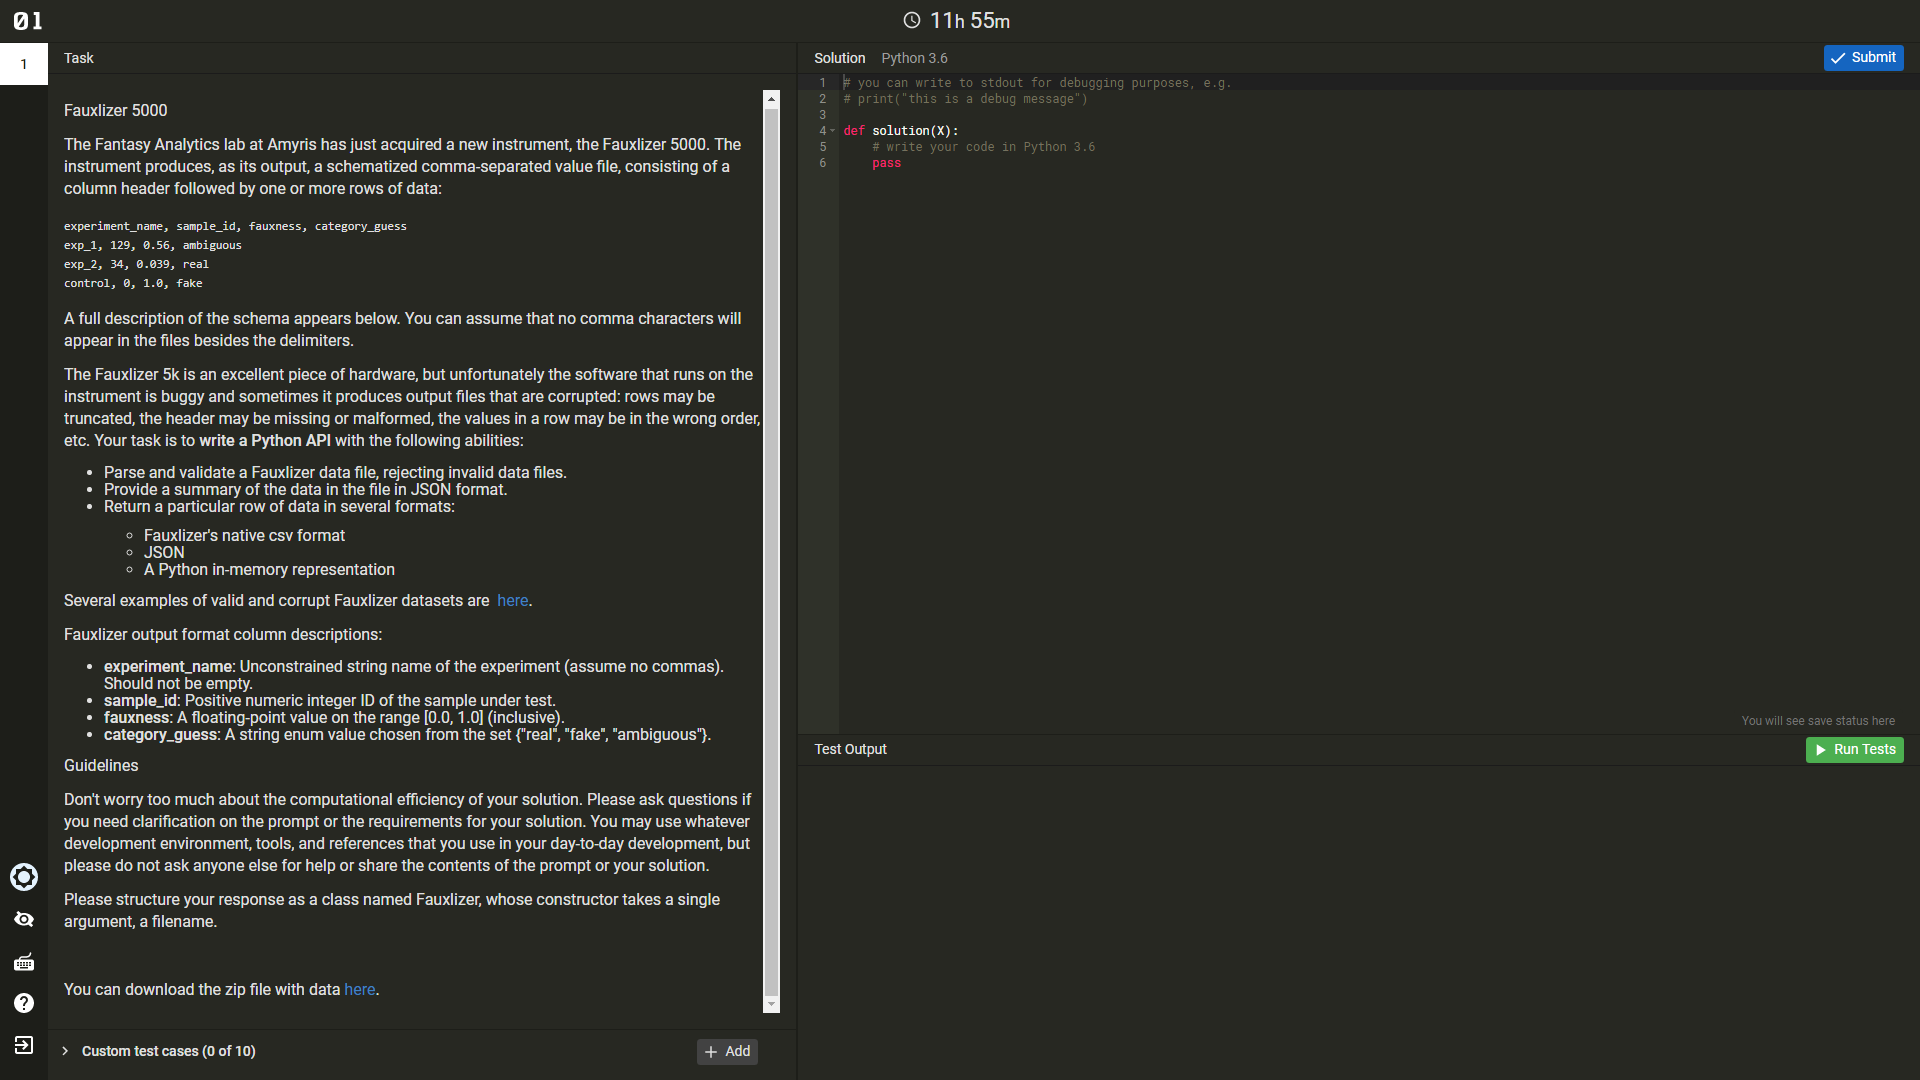 01
11h 55m
1
Task
Fauxlizer 5000
The Fantasy Analytics lab at Amyris has just acquired a new instrument, the Fauxlizer 5000. The
instrument produces, as its output, a schematized comma-separated value file, consisting of a
column header followed by one or more rows of data:
experiment_name, sample_id, fauxness, category_guess
exp_1, 129, 0.56, ambiguous
exp_2, 34, 0.039, real
control, 0, 1.0, fake
A full description of the schema appears below. You can assume that no comma characters will
appear in the files besides the delimiters.
The Fauxlizer 5k is an excellent piece of hardware, but unfortunately the software that runs on the
instrument is buggy and sometimes it produces output files that are corrupted: rows may be
truncated, the header may be missing or malformed, the values in a row may be in the wrong order,
etc. Your task is to write a Python API with the following abilities:
• Parse and validate a Fauxlizer data file, rejecting invalid data files.
• Provide a summary of the data in the file in JSON format.
• Return a particular row of data in several formats:
◦ Fauxlizer's native csv format
◦ JSON
◦ A Python in-memory representation
Several examples of valid and corrupt Fauxlizer datasets are here.
Fauxlizer output format column descriptions:
• experiment_name: Unconstrained string name of the experiment (assume no commas).
Should not be empty.
• sample_id: Positive numeric integer ID of the sample under test.
• fauxness: A floating-point value on the range [0.0, 1.0] (inclusive).
• category_guess: A string enum value chosen from the set {"real", "fake", "ambiguous"}.
Guidelines
Don't worry too much about the computational efficiency of your solution. Please ask questions if
you need clarification on the prompt or the requirements for your solution. You may use whatever
development environment, tools, and references that you use in your day-to-day development, but
please do not ask anyone else for help or share the contents of the prompt or your solution.
Please structure your response as a class named Fauxlizer, whose constructor takes a single
argument, a filename.
You can download the zip file with data here.
Custom test cases (0 of 10)
+ Add
Solution Python 3.6
Submit
1 # you can write to stdout for debugging purposes, e.g.
2 # print("this is a debug message")
3
4 def solution(X):
5     # write your code in Python 3.6
6     pass
You will see save status here
Test Output
Run Tests